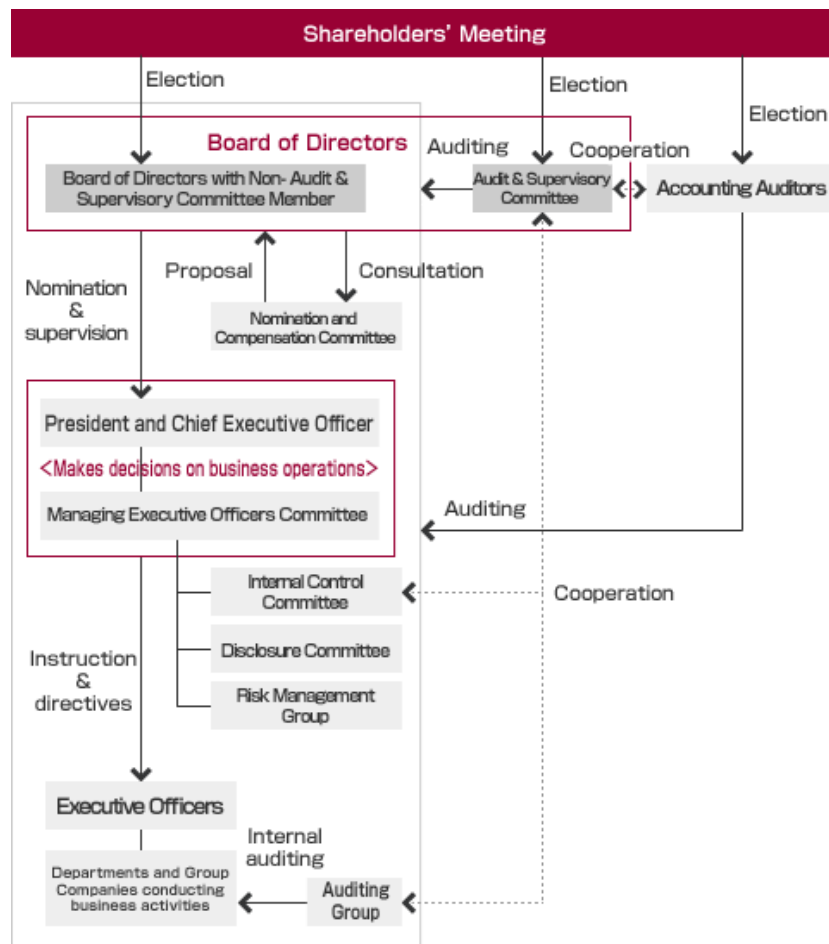 Shareholders' Meeting
Election
Election
Election
Board of Directors
Auditing
Cooperation
Board of Directors with Non- Audit &
Supervisory Committee Member
Audit & Supervisory
Committee
Accounting Auditors
Proposal
Consultation
Nomination
&
supervision
Nomination and
Compensation Committee
President and Chief Executive Officer
<Makes decisions on business operations>
Managing Executive Officers Committee
Auditing
Internal Control
Committee
Cooperation
Disclosure Committee
Instruction
&
directives
Risk Management
Group
Executive Officers
Internal
auditing
Departments and Group
Companies conducting
business activities
Auditing
Group